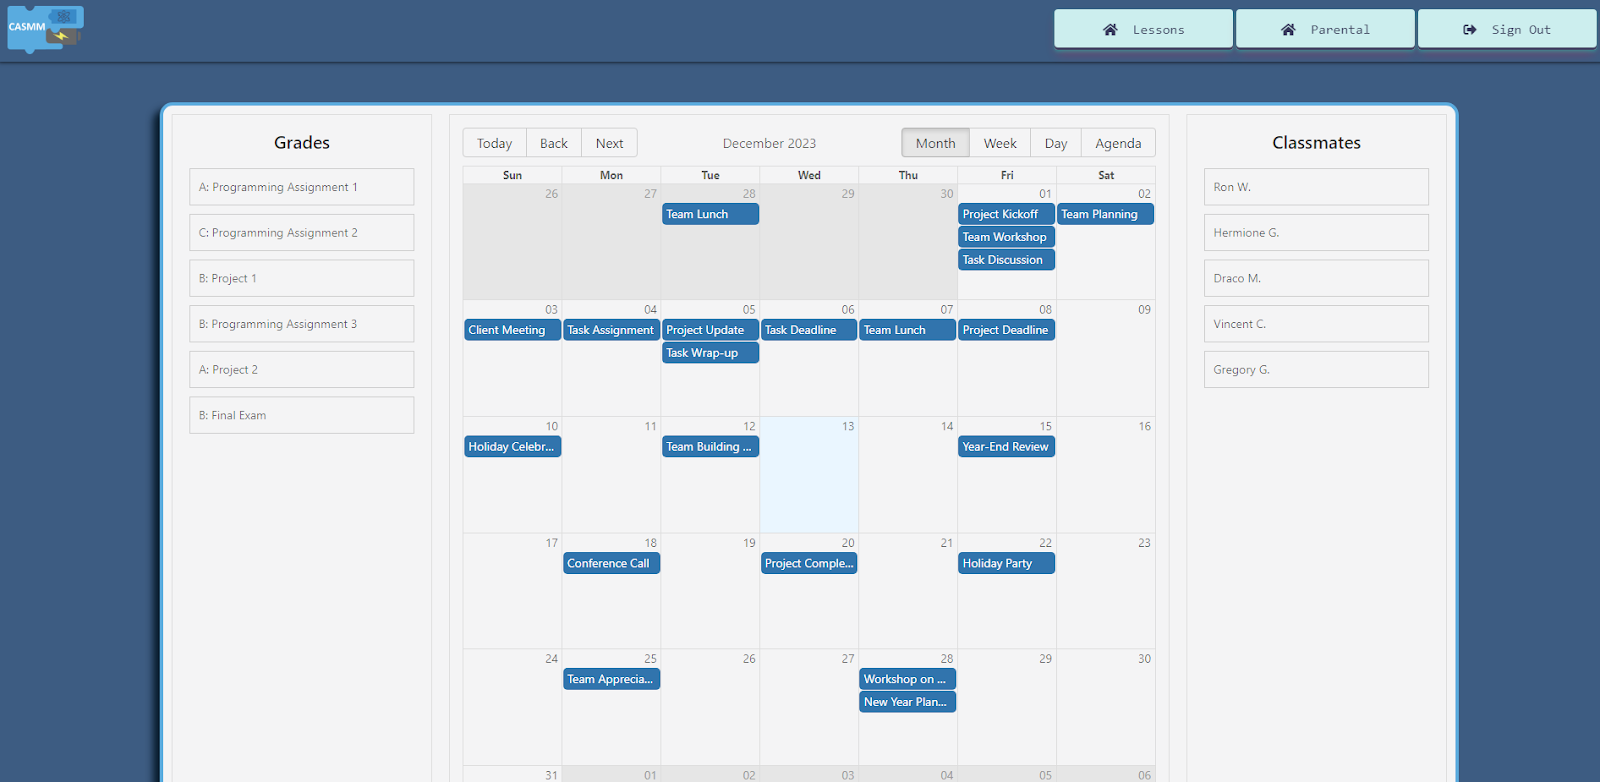 CASMM
Lessons
Parental
Sign Out
Grades
A: Programming Assignment 1
C: Programming Assignment 2
B: Project 1
B: Programming Assignment 3
A: Project 2
B: Final Exam
Today Back Next
December 2023
Month Week Day Agenda
Sun Mon Tue Wed Thu Fri Sat
26 27 28 29 30 01 02
Team Lunch Project Kickoff Team Planning
Team Workshop
Task Discussion
03 04 05 06 07 08 09
Client Meeting Task Assignment Project Update Task Deadline Team Lunch Project Deadline
Task Wrap-up
10 11 12 13 14 15 16
Holiday Celebr... Team Building ... Year-End Review
17 18 19 20 21 22 23
Conference Call Project Comple... Holiday Party
24 25 26 27 28 29 30
Team Apprecia... Workshop on ...
New Year Plan...
31 01 02 03 04 05 06
Classmates
Ron W.
Hermione G.
Draco M.
Vincent C.
Gregory G.